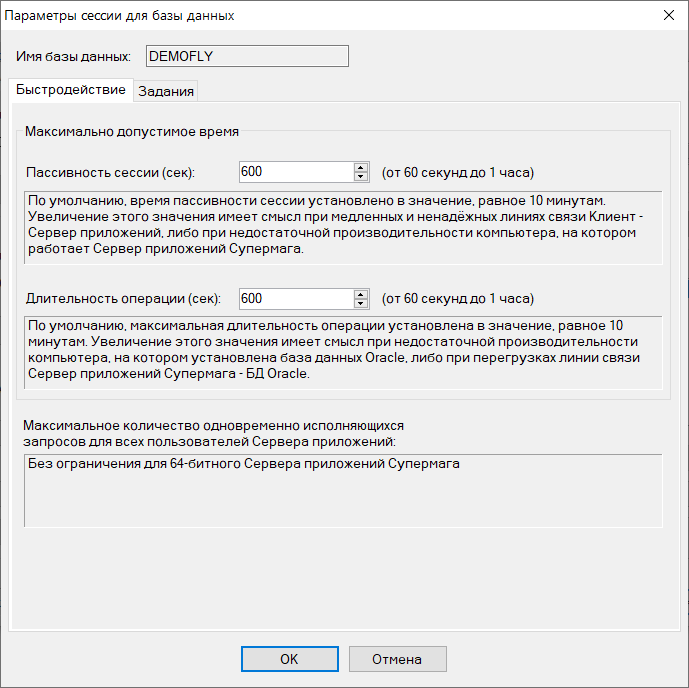 Параметры сессии для базы данных
Имя базы данных: DEMOFLY
Быстродействие Задания
Максимально допустимое время
Пассивность сессии (сек): 600 (от 60 секунд до 1 часа)
По умолчанию, время пассивности сессии установлено в значение, равное 10 минутам.
Увеличение этого значения имеет смысл при медленных и ненадёжных линиях связи Клиент -
Сервер приложений, либо при недостаточной производительности компьютера, на котором
работает Сервер приложений Супермага.
Длительность операции (сек): 600 (от 60 секунд до 1 часа)
По умолчанию, максимальная длительность операции установлена в значение, равное 10
минутам. Увеличение этого значения имеет смысл при недостаточной производительности
компьютера, на котором установлена база данных Oracle, либо при перегрузках линии связи
Сервер приложений Супермага - БД Oracle.
Максимальное количество одновременно исполняющихся
запросов для всех пользователей Сервера приложений:
Без ограничения для 64-битного Сервера приложений Супермага
OK Отмена